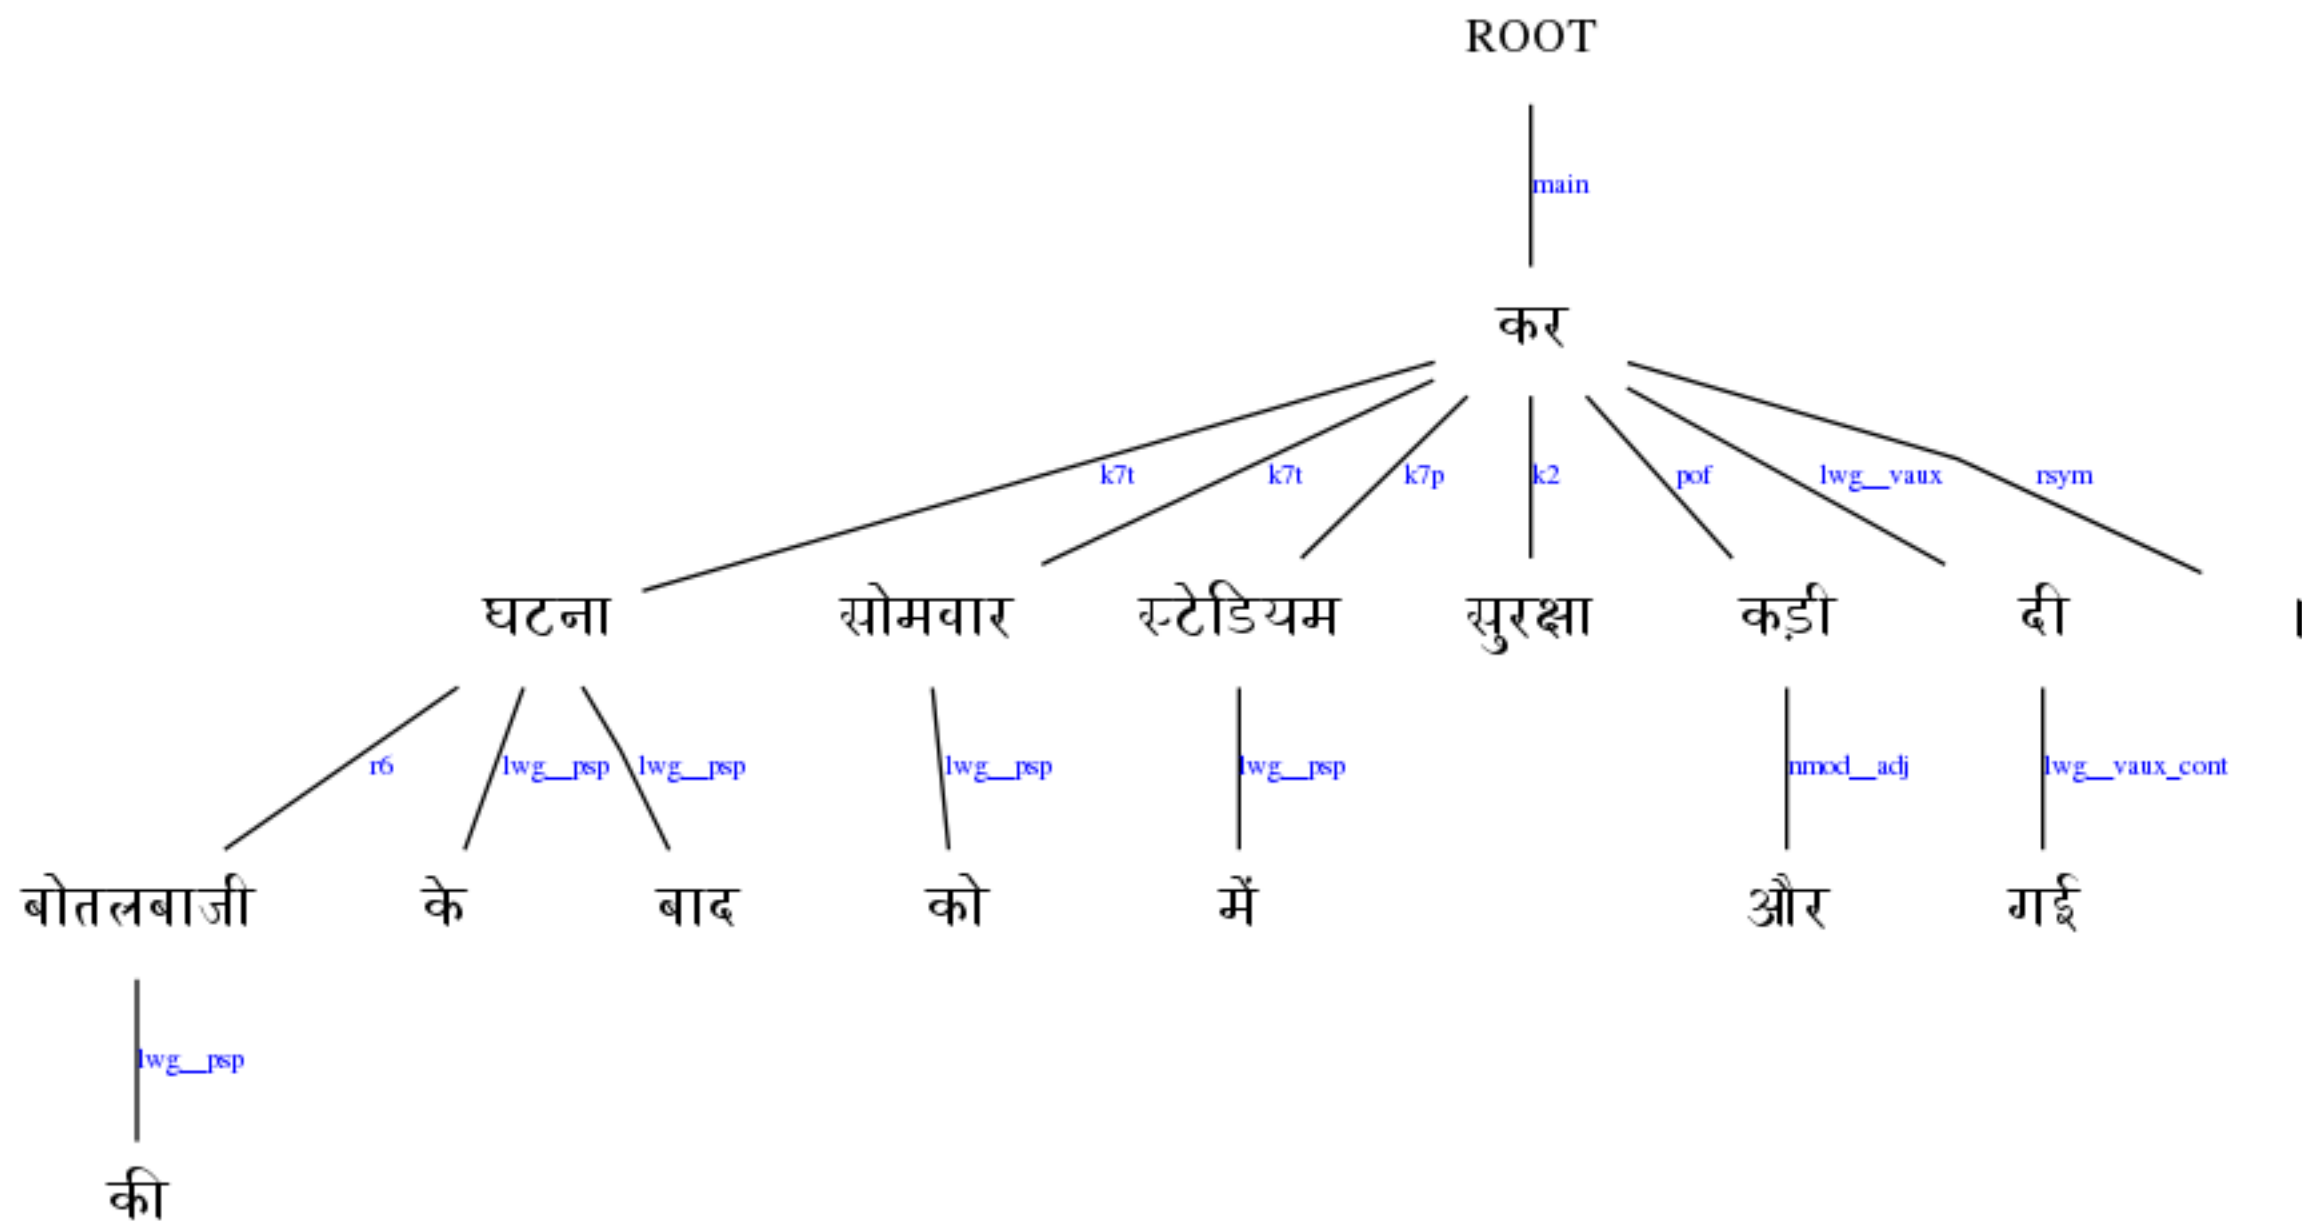 ROOT
main
कर
k7t k7t k7p k2 pof lwg__vaux rsym
घटना सोमवार स्टेडियम सुरक्षा कड़ी दी ।
r6 lwg__psp lwg__psp lwg__psp lwg__psp nmod__adj lwg__vaux_cont
बोतलबाजी के बाद को में और गई
lwg__psp
की